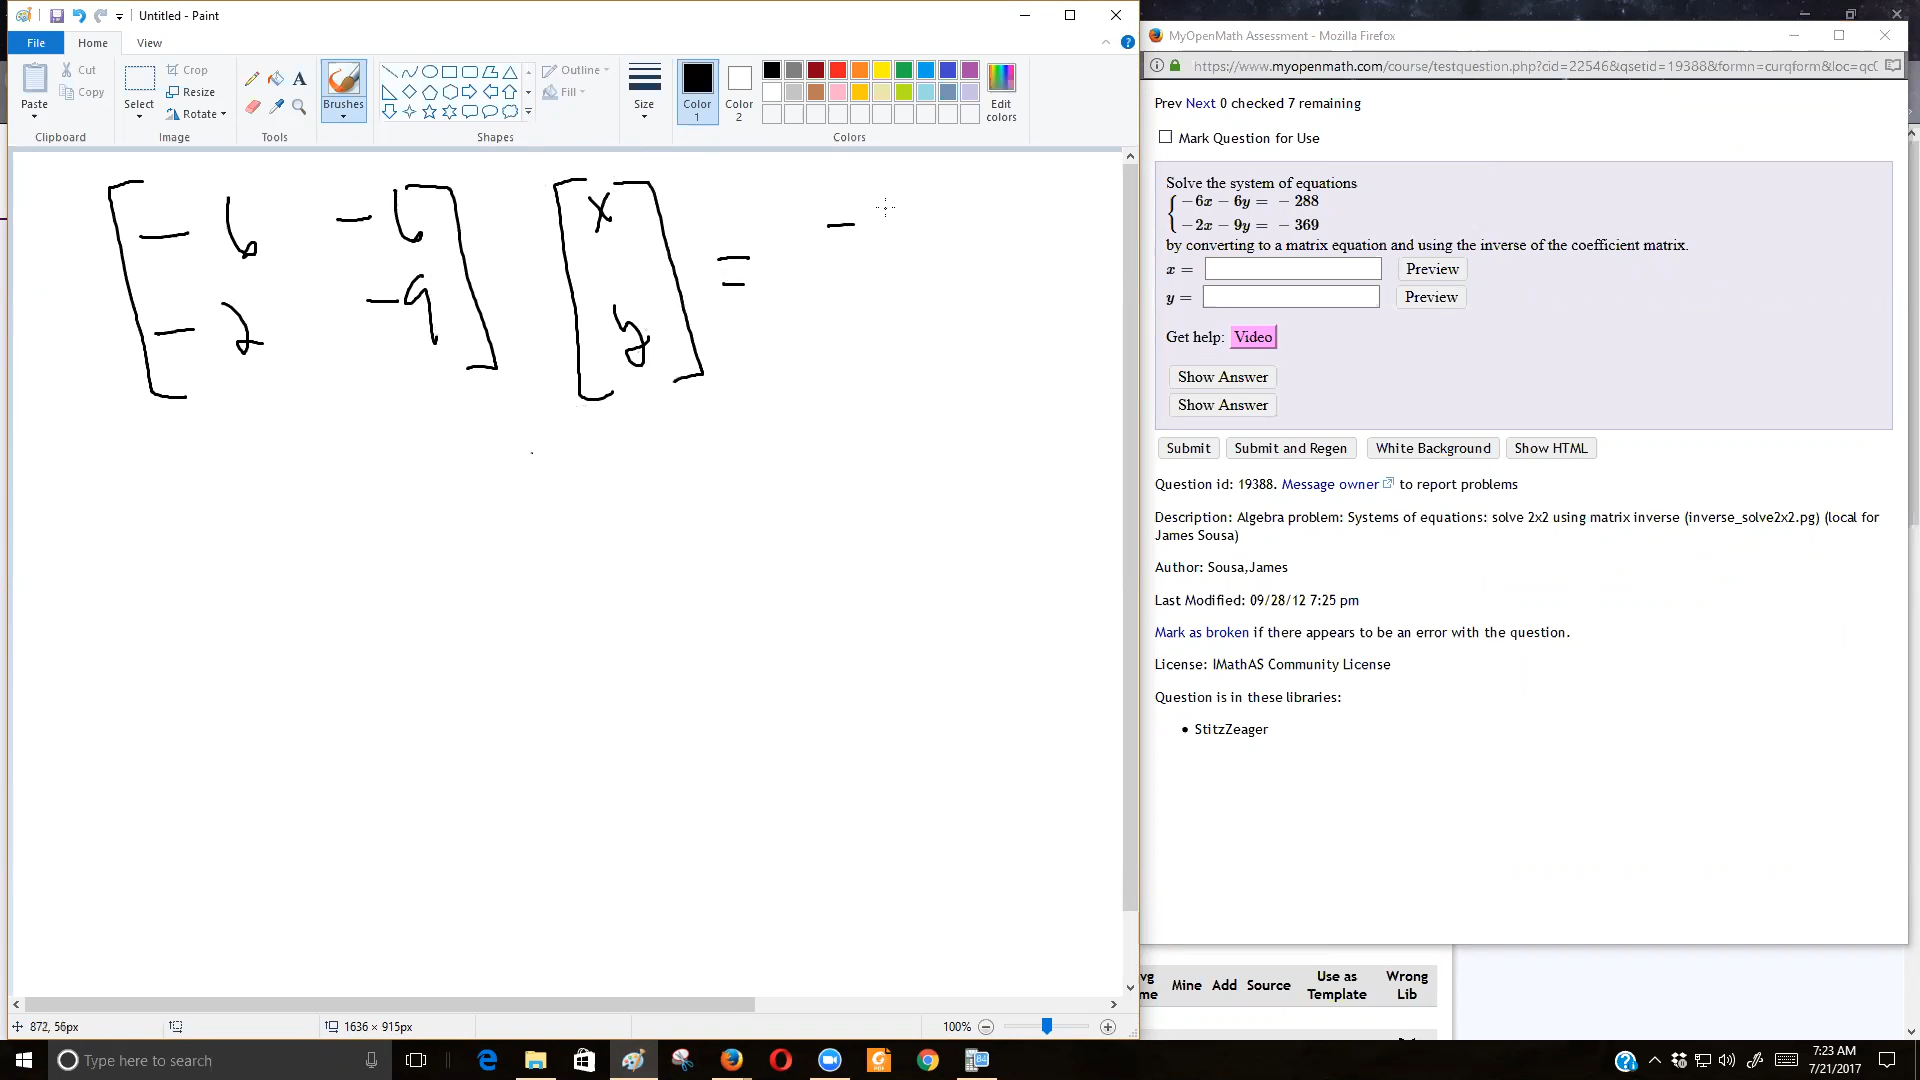 Untitled - Paint
File Home View
Paste Cut Copy Clipboard
Select Crop Resize Rotate Image
Tools
Brushes
Outline Fill Shapes
Size
Color 1 Color 2 Edit colors Colors
- 6 - 6 x = -
- 2 - 9 y
872, 56px 1636 × 915px 100%
MyOpenMath Assessment - Mozilla Firefox
https://www.myopenmath.com/course/testquestion.php?cid=22546&qsetid=19388&formn=curqform&loc=qc0
Prev Next 0 checked 7 remaining
Mark Question for Use
Solve the system of equations
-6x - 6y = - 288
-2x - 9y = - 369
by converting to a matrix equation and using the inverse of the coefficient matrix.
x = Preview
y = Preview
Get help: Video
Show Answer
Show Answer
Submit Submit and Regen White Background Show HTML
Question id: 19388. Message owner to report problems
Description: Algebra problem: Systems of equations: solve 2x2 using matrix inverse (inverse_solve2x2.pg) (local for
James Sousa)
Author: Sousa,James
Last Modified: 09/28/12 7:25 pm
Mark as broken if there appears to be an error with the question.
License: IMathAS Community License
Question is in these libraries:
• StitzZeager
Mine Add Source Use as Template Wrong Lib
Type here to search
84
7:23 AM
7/21/2017